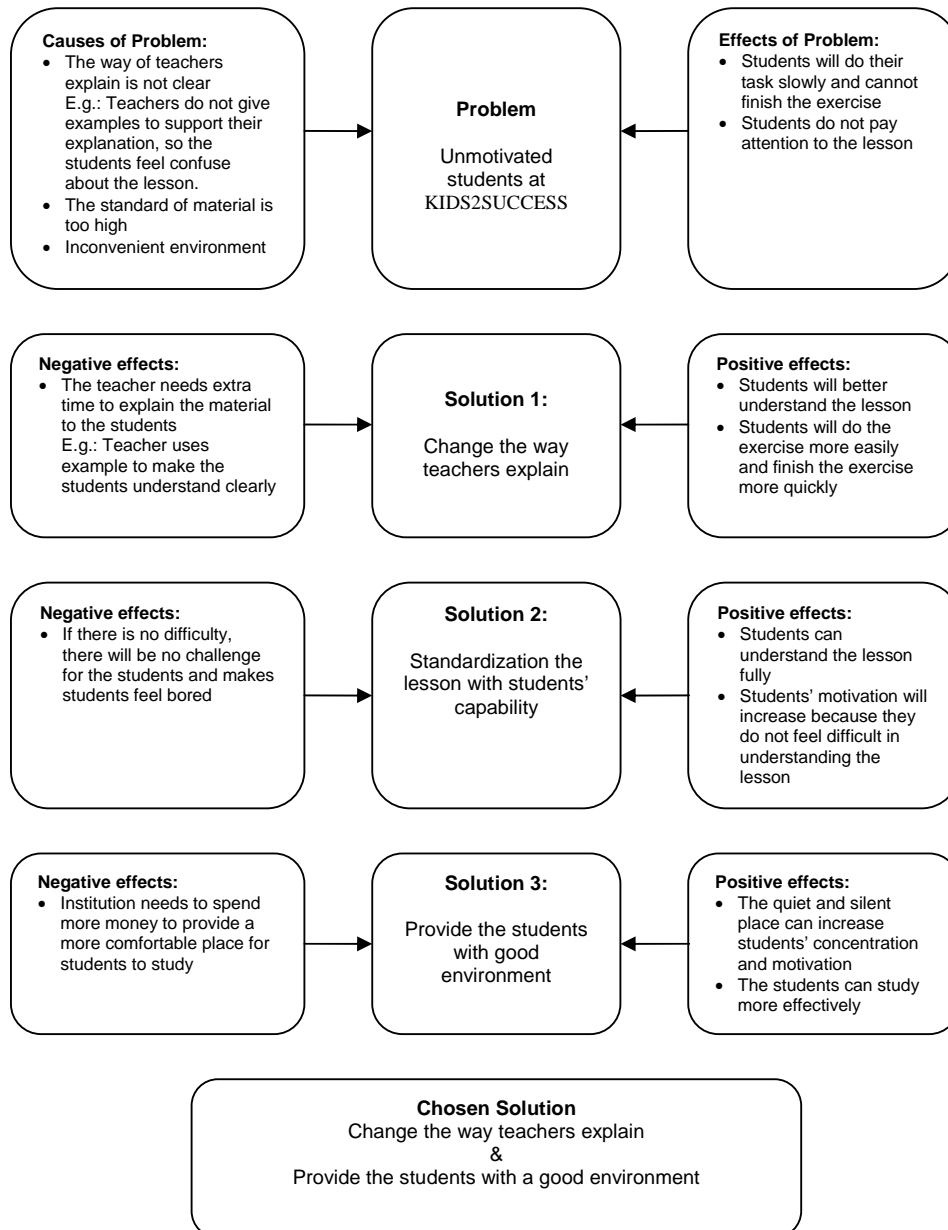 Causes of Problem:
• The way of teachers
explain is not clear
E.g.: Teachers do not give
examples to support their
explanation, so the
students feel confuse
about the lesson.
• The standard of material is
too high
• Inconvenient environment
Problem
Unmotivated
students at
KIDS2SUCCESS
Effects of Problem:
• Students will do their
task slowly and cannot
finish the exercise
• Students do not pay
attention to the lesson
Negative effects:
• The teacher needs extra
time to explain the material
to the students
E.g.: Teacher uses
example to make the
students understand clearly
Solution 1:
Change the way
teachers explain
Positive effects:
• Students will better
understand the lesson
• Students will do the
exercise more easily
and finish the exercise
more quickly
Negative effects:
• If there is no difficulty,
there will be no challenge
for the students and makes
students feel bored
Solution 2:
Standardization the
lesson with students’
capability
Positive effects:
• Students can
understand the lesson
fully
• Students’ motivation will
increase because they
do not feel difficult in
understanding the
lesson
Negative effects:
• Institution needs to spend
more money to provide a
more comfortable place for
students to study
Solution 3:
Provide the students
with good
environment
Positive effects:
• The quiet and silent
place can increase
students’ concentration
and motivation
• The students can study
more effectively
Chosen Solution
Change the way teachers explain
&
Provide the students with a good environment